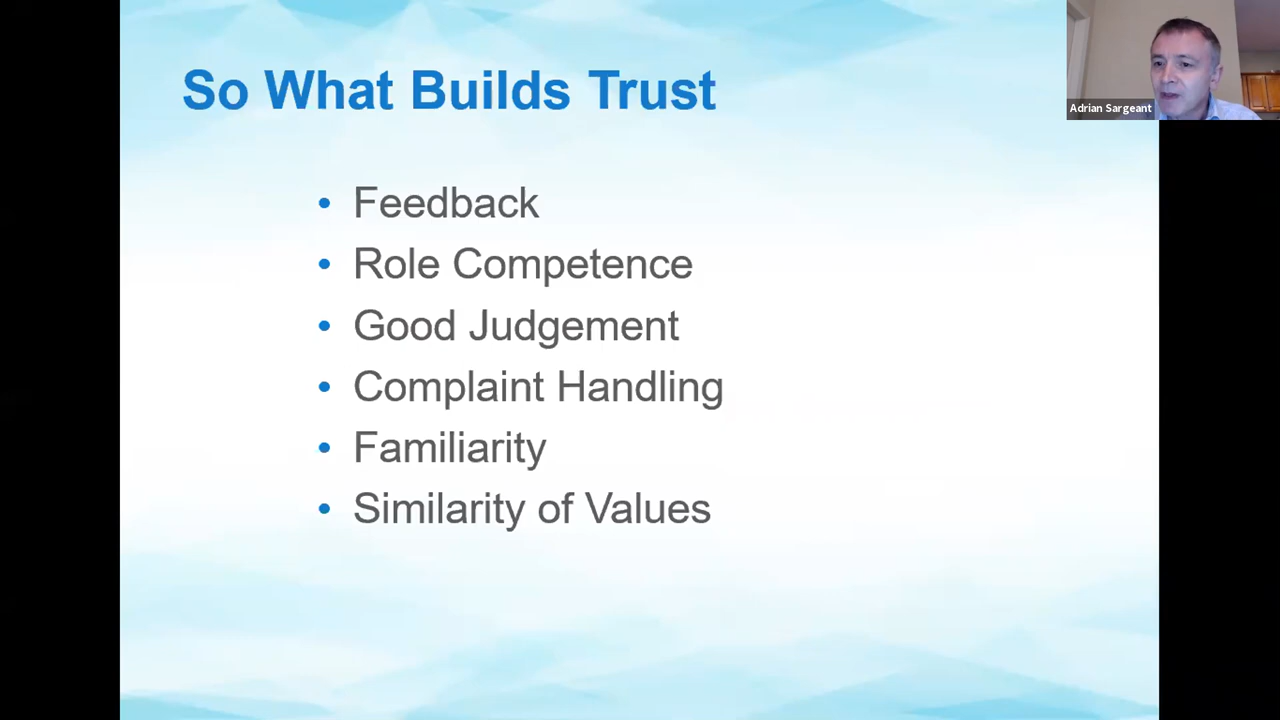 So What Builds Trust
Adrian Sargeant
• Feedback
• Role Competence
• Good Judgement
• Complaint Handling
• Familiarity
• Similarity of Values